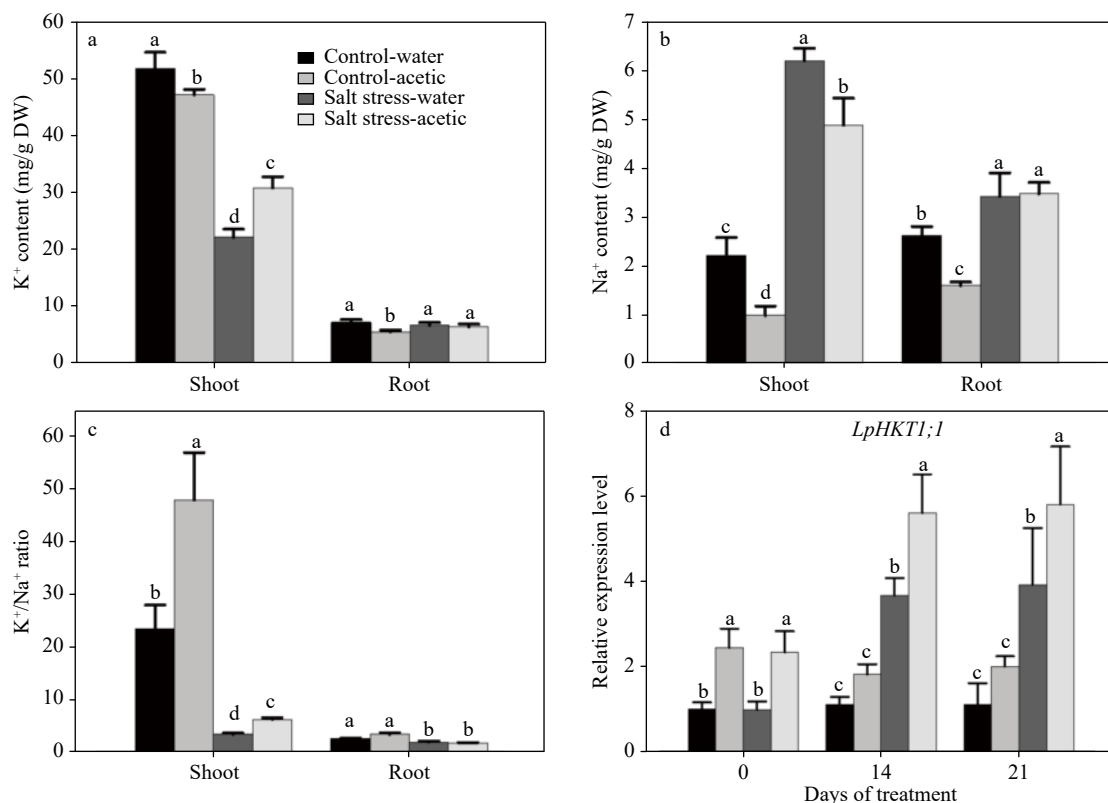 a
K⁺ content (mg/g DW)
60
50
40
30
20
10
0
a
b
d
c
a
b
a
a
Control-water
Control-acetic
Salt stress-water
Salt stress-acetic
Shoot
Root
b
Na⁺ content (mg/g DW)
7
6
5
4
3
2
1
0
c
d
a
b
b
c
a
a
Shoot
Root
c
K⁺/Na⁺ ratio
60
50
40
30
20
10
0
b
a
d
c
a
a
b
b
Shoot
Root
d
LpHKT1;1
Relative expression level
8
6
4
2
0
b
a
b
a
c
c
b
a
c
c
b
a
0
14
21
Days of treatment